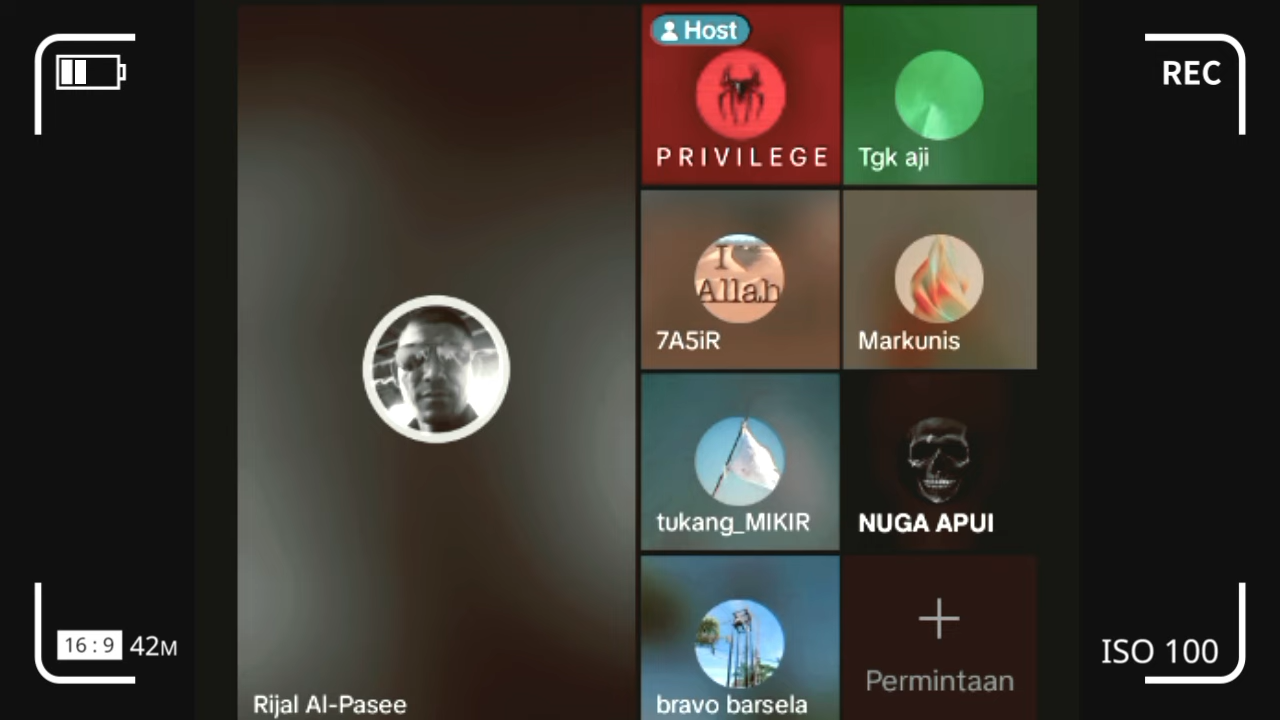 REC
Host
PRIVILEGE
Tgk aji
I
Allah
7A5iR
Markunis
tukang_MIKIR
NUGA APUI
16:9 42M
ISO 100
Permintaan
Rijal Al-Pasee
bravo barsela